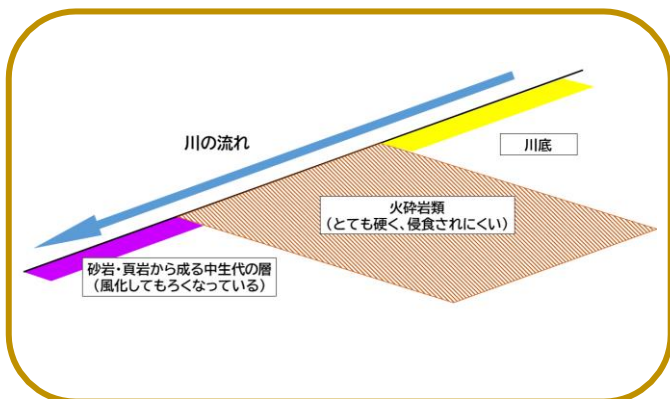 川の流れ
川底
火砕岩類
(とても硬く、侵食されにくい)
砂岩・頁岩から成る中生代の層
(風化してもろくなっている)